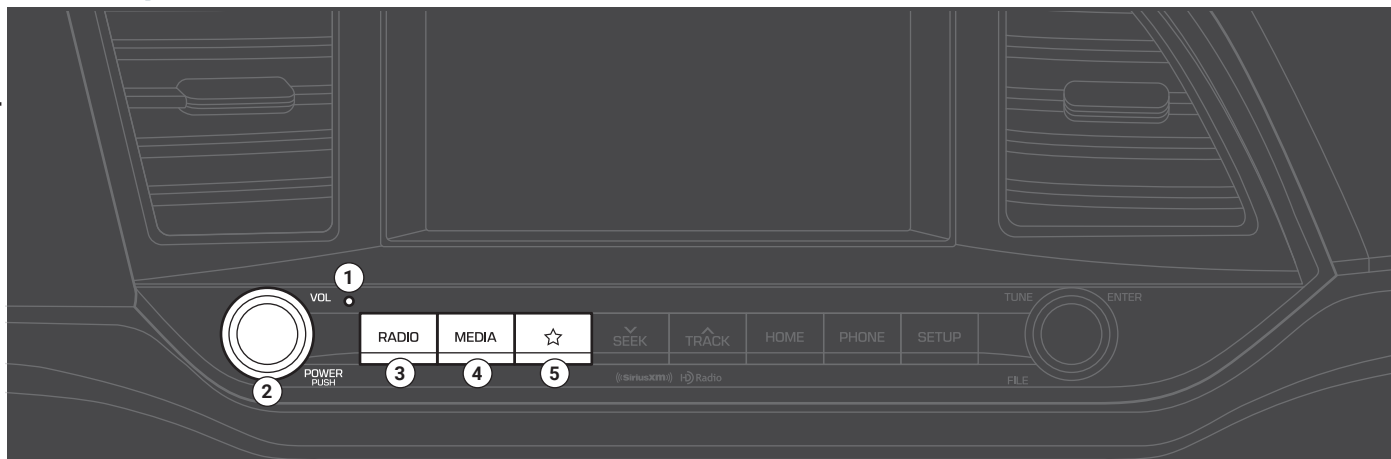 1
VOL
TUNE
ENTER
RADIO
MEDIA
SEEK
TRACK
HOME
PHONE
SETUP
3
4
5
POWER
PUSH
2
((SiriusXM)) HD Radio
FILE